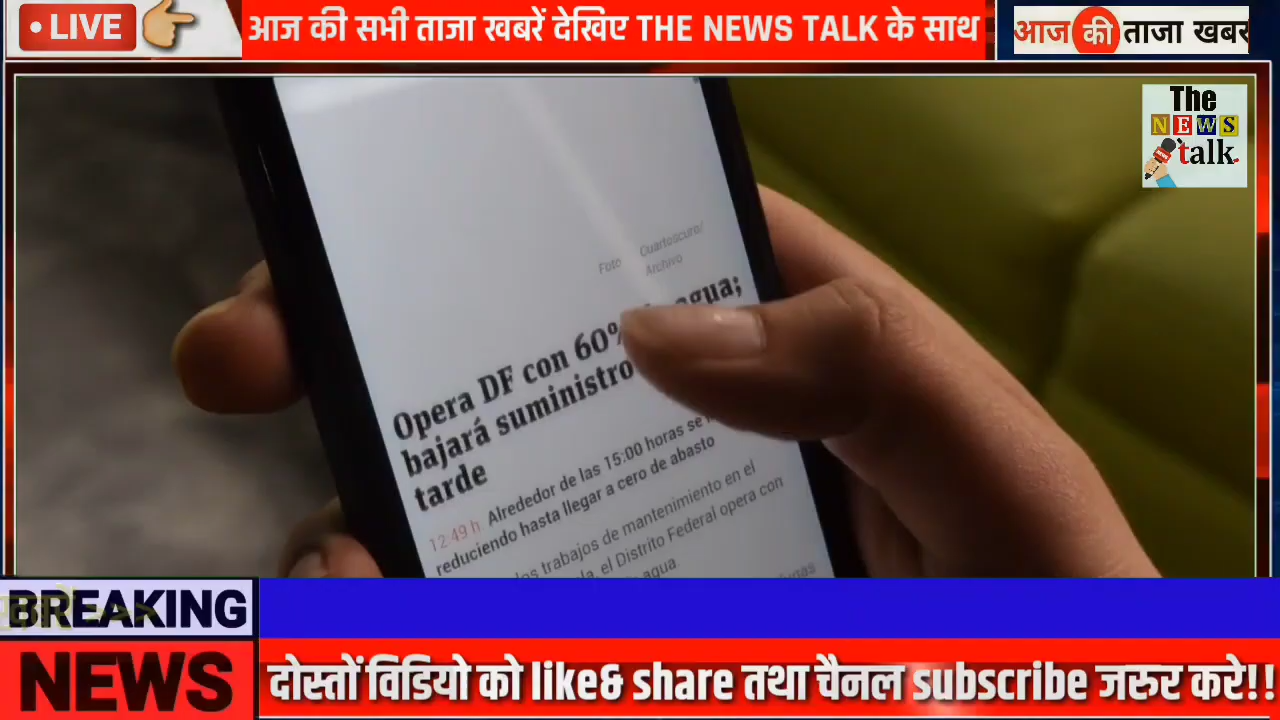 LIVE
आज की सभी ताजा खबरें देखिए THE NEWS TALK के साथ
आज की ताजा खबर
The
NEWS
talk.
Foto Cuartoscuro/
Archivo
Opera DF con 60% agua;
bajará suministro
tarde
12:49 h Alrededor de las 15:00 horas se
reduciendo hasta llegar a cero de abasto
trabajos de mantenimiento en el
el Distrito Federal opera con
agua
BREAKING
NEWS
दोस्तों विडियो को like& share तथा चैनल subscribe जरुर करे!!